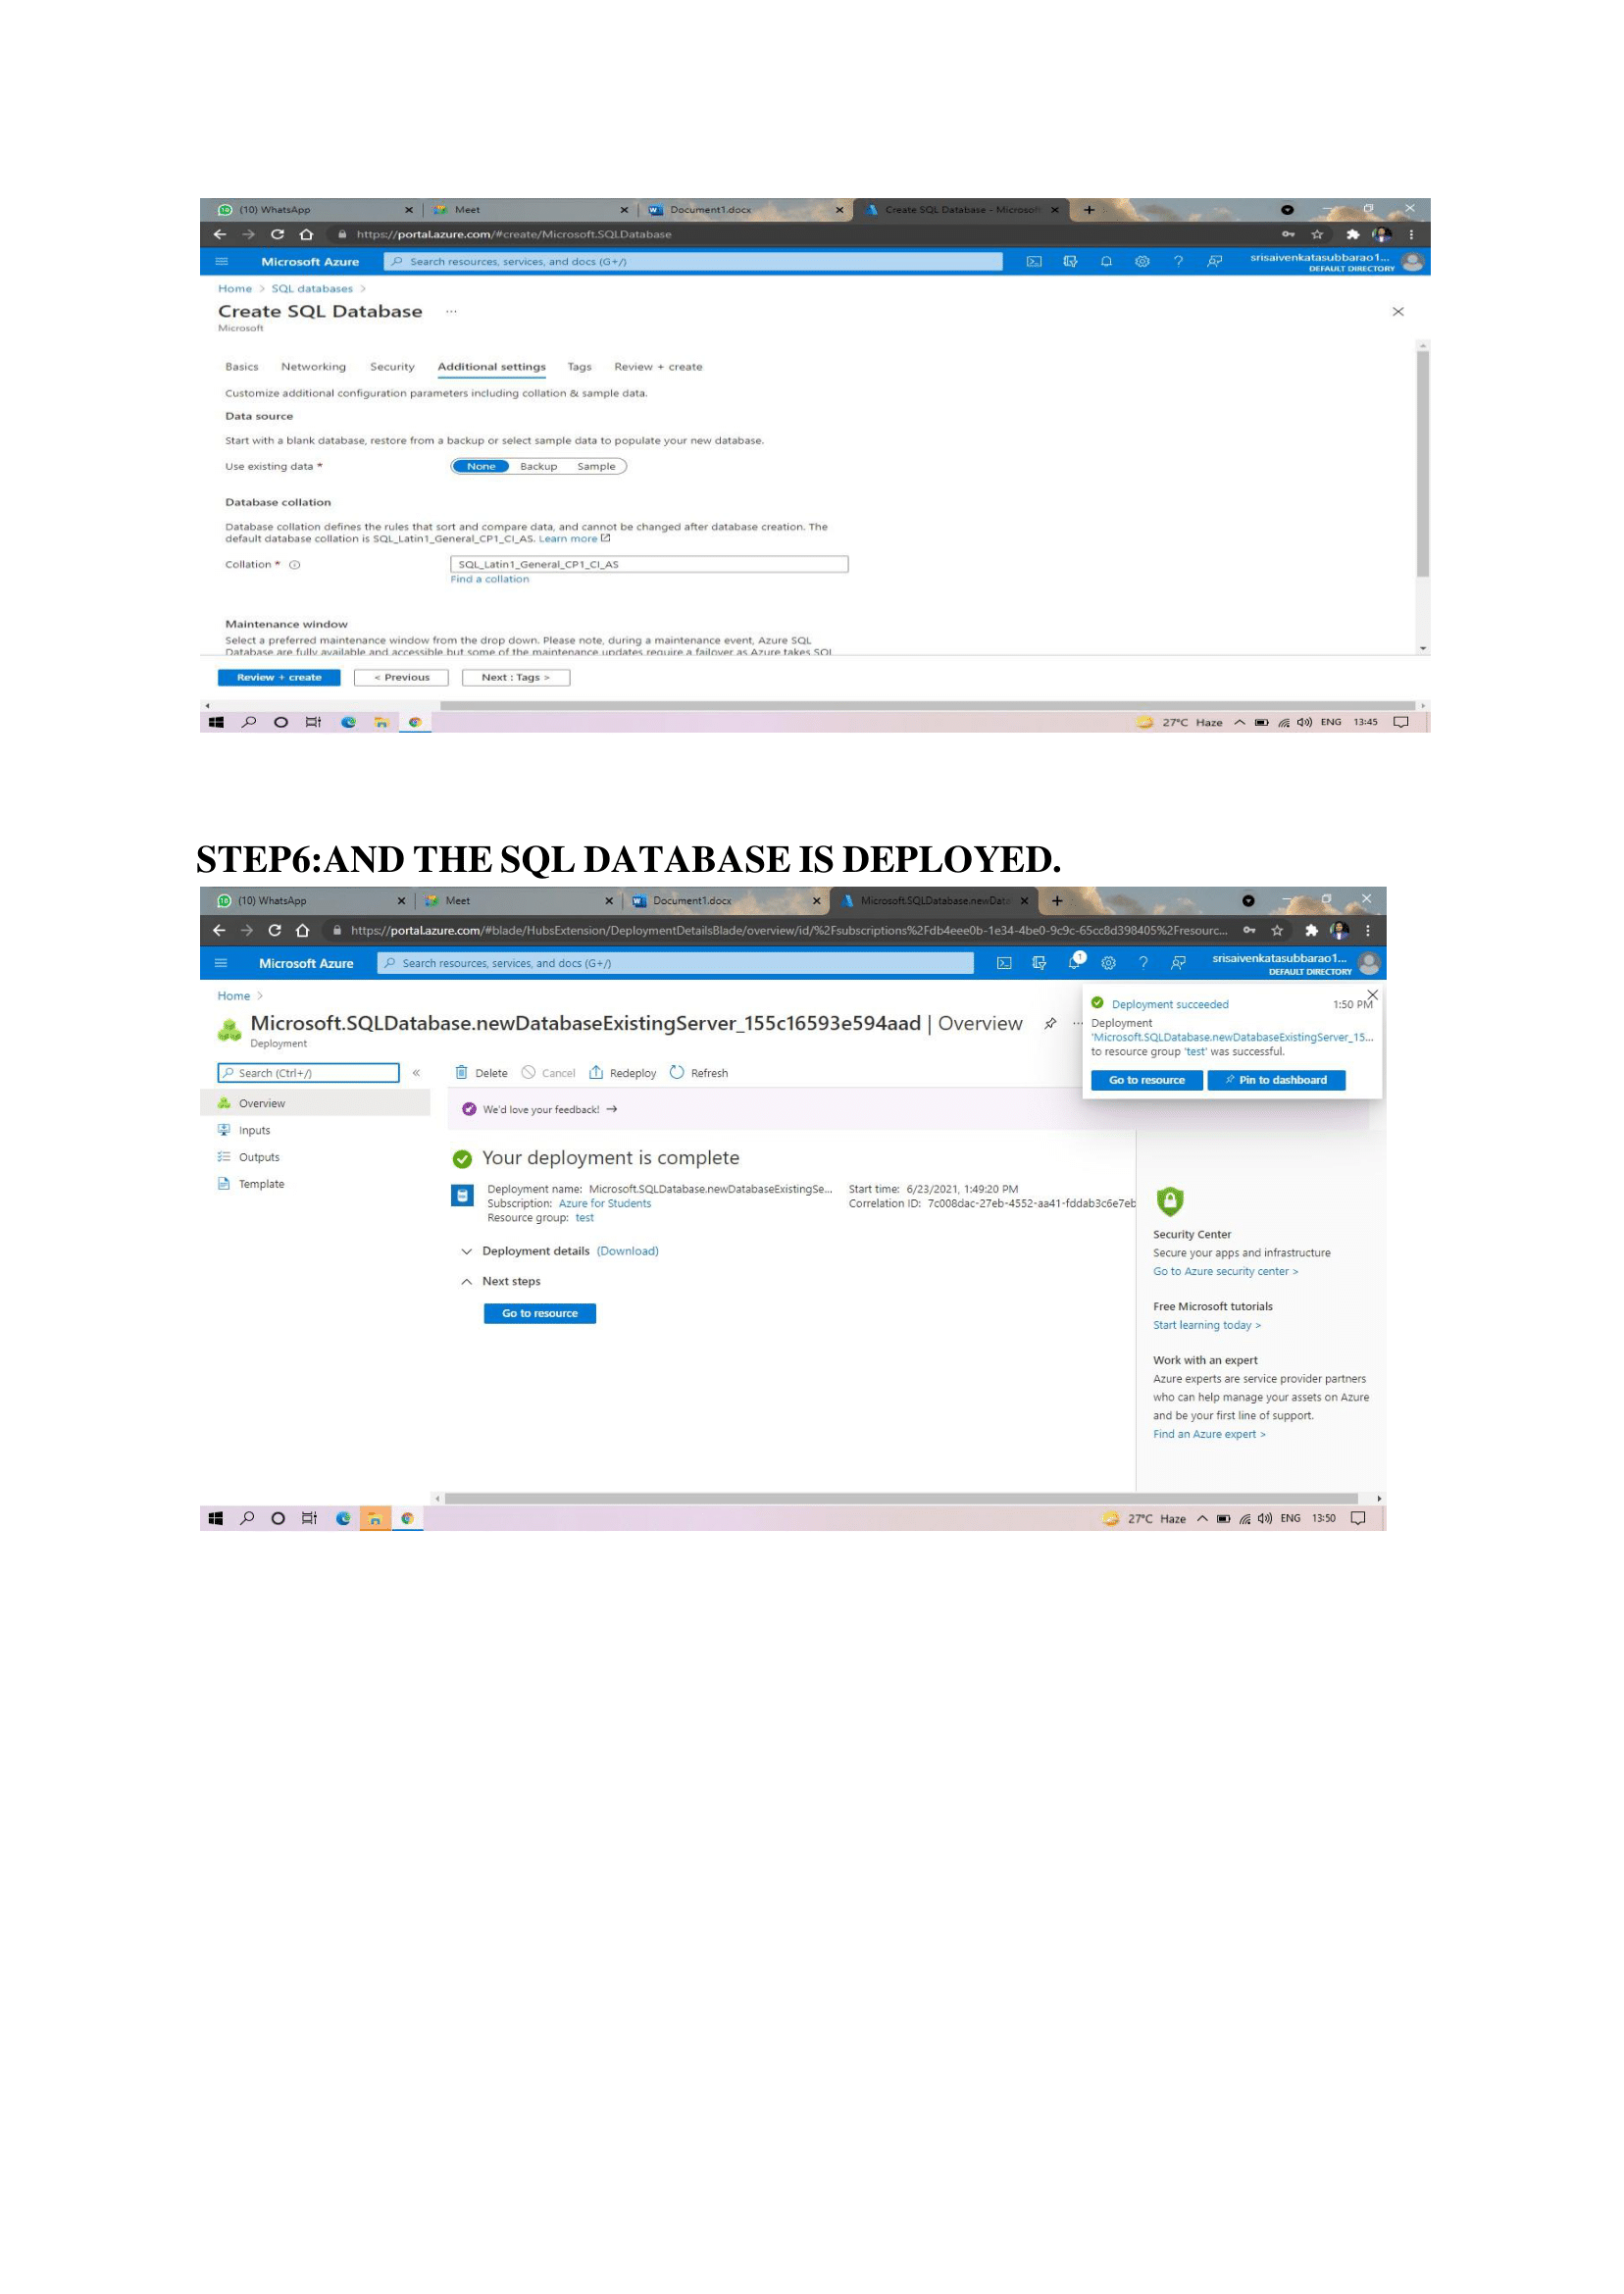 (10) WhatsApp
Meet
Document1.docx
Create SQL Database - Microsof
https://portal.azure.com/#create/Microsoft.SQLDatabase
Microsoft Azure
Search resources, services, and docs (G+/)
srisaivenkatasubbarao1...
DEFAULT DIRECTORY
Home > SQL databases >
Create SQL Database ...
Microsoft
Basics Networking Security Additional settings Tags Review + create
Customize additional configuration parameters including collation & sample data.
Data source
Start with a blank database, restore from a backup or select sample data to populate your new database.
Use existing data * None Backup Sample
Database collation
Database collation defines the rules that sort and compare data, and cannot be changed after database creation. The
default database collation is SQL_Latin1_General_CP1_CI_AS. Learn more
Collation * SQL_Latin1_General_CP1_CI_AS
Find a collation
Maintenance window
Select a preferred maintenance window from the drop down. Please note, during a maintenance event, Azure SQL
Database are fully available and accessible but some of the maintenance updates require a failover as Azure takes SQL
Review + create < Previous Next : Tags >
27°C Haze ENG 13:45
STEP6:AND THE SQL DATABASE IS DEPLOYED.
(10) WhatsApp
Meet
Document1.docx
Microsoft.SQLDatabase.newData
https://portal.azure.com/#blade/HubsExtension/DeploymentDetailsBlade/overview/id/%2Fsubscriptions%2Fdb4eee0b-1e34-4be0-9c9c-65cc8d398405%2Fresourc...
Microsoft Azure
Search resources, services, and docs (G+/)
1
srisaivenkatasubbarao1...
DEFAULT DIRECTORY
Home >
Microsoft.SQLDatabase.newDatabaseExistingServer_155c16593e594aad | Overview ...
Deployment
Deployment succeeded 1:50 PM
Deployment
'Microsoft.SQLDatabase.newDatabaseExistingServer_15...
to resource group 'test' was successful.
Go to resource Pin to dashboard
Search (Ctrl+/) «
Delete Cancel Redeploy Refresh
Overview
Inputs
Outputs
Template
We'd love your feedback! →
Your deployment is complete
Deployment name: Microsoft.SQLDatabase.newDatabaseExistingSe...
Subscription: Azure for Students
Resource group: test
Start time: 6/23/2021, 1:49:20 PM
Correlation ID: 7c008dac-27eb-4552-aa41-fddab3c6e7eb
Deployment details (Download)
Next steps
Go to resource
Security Center
Secure your apps and infrastructure
Go to Azure security center >
Free Microsoft tutorials
Start learning today >
Work with an expert
Azure experts are service provider partners
who can help manage your assets on Azure
and be your first line of support.
Find an Azure expert >
27°C Haze ENG 13:50